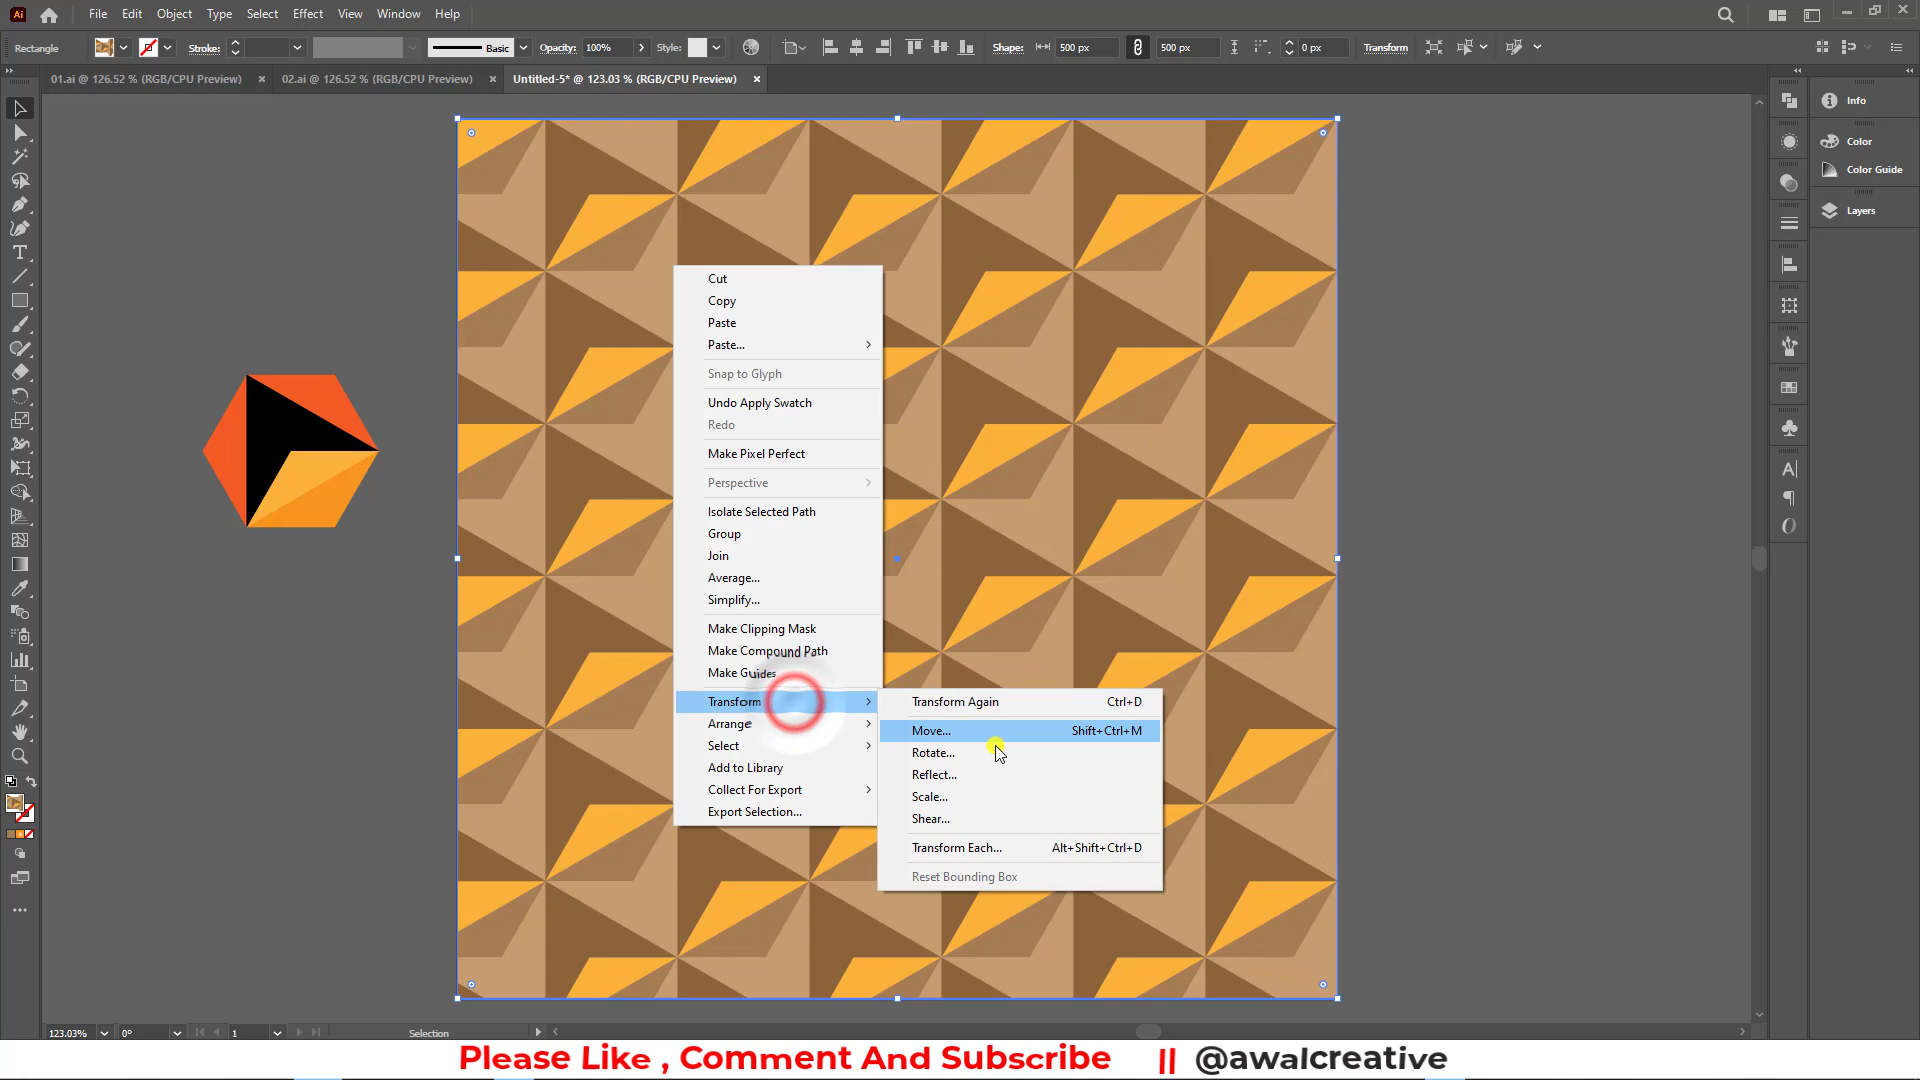 Ai File Edit Object Type Select Effect View Window Help
Rectangle Stroke: Basic Opacity: 100% Style: Shape: 500 px 500 px 0 px Transform
01.ai @ 126.52 % (RGB/CPU Preview) 02.ai @ 126.52 % (RGB/CPU Preview) Untitled-5* @ 123.03 % (RGB/CPU Preview)
Info
Color
Color Guide
Layers
Cut
Copy
Paste
Paste...
Snap to Glyph
Undo Apply Swatch
Redo
Make Pixel Perfect
Perspective
Isolate Selected Path
Group
Join
Average...
Simplify...
Make Clipping Mask
Make Compound Path
Make Guides
Transform
Arrange
Select
Add to Library
Collect For Export
Export Selection...
Transform Again Ctrl+D
Move... Shift+Ctrl+M
Rotate...
Reflect...
Scale...
Shear...
Transform Each... Alt+Shift+Ctrl+D
Reset Bounding Box
123.03% 0° 1 Selection
Please Like , Comment And Subscribe || @awalcreative